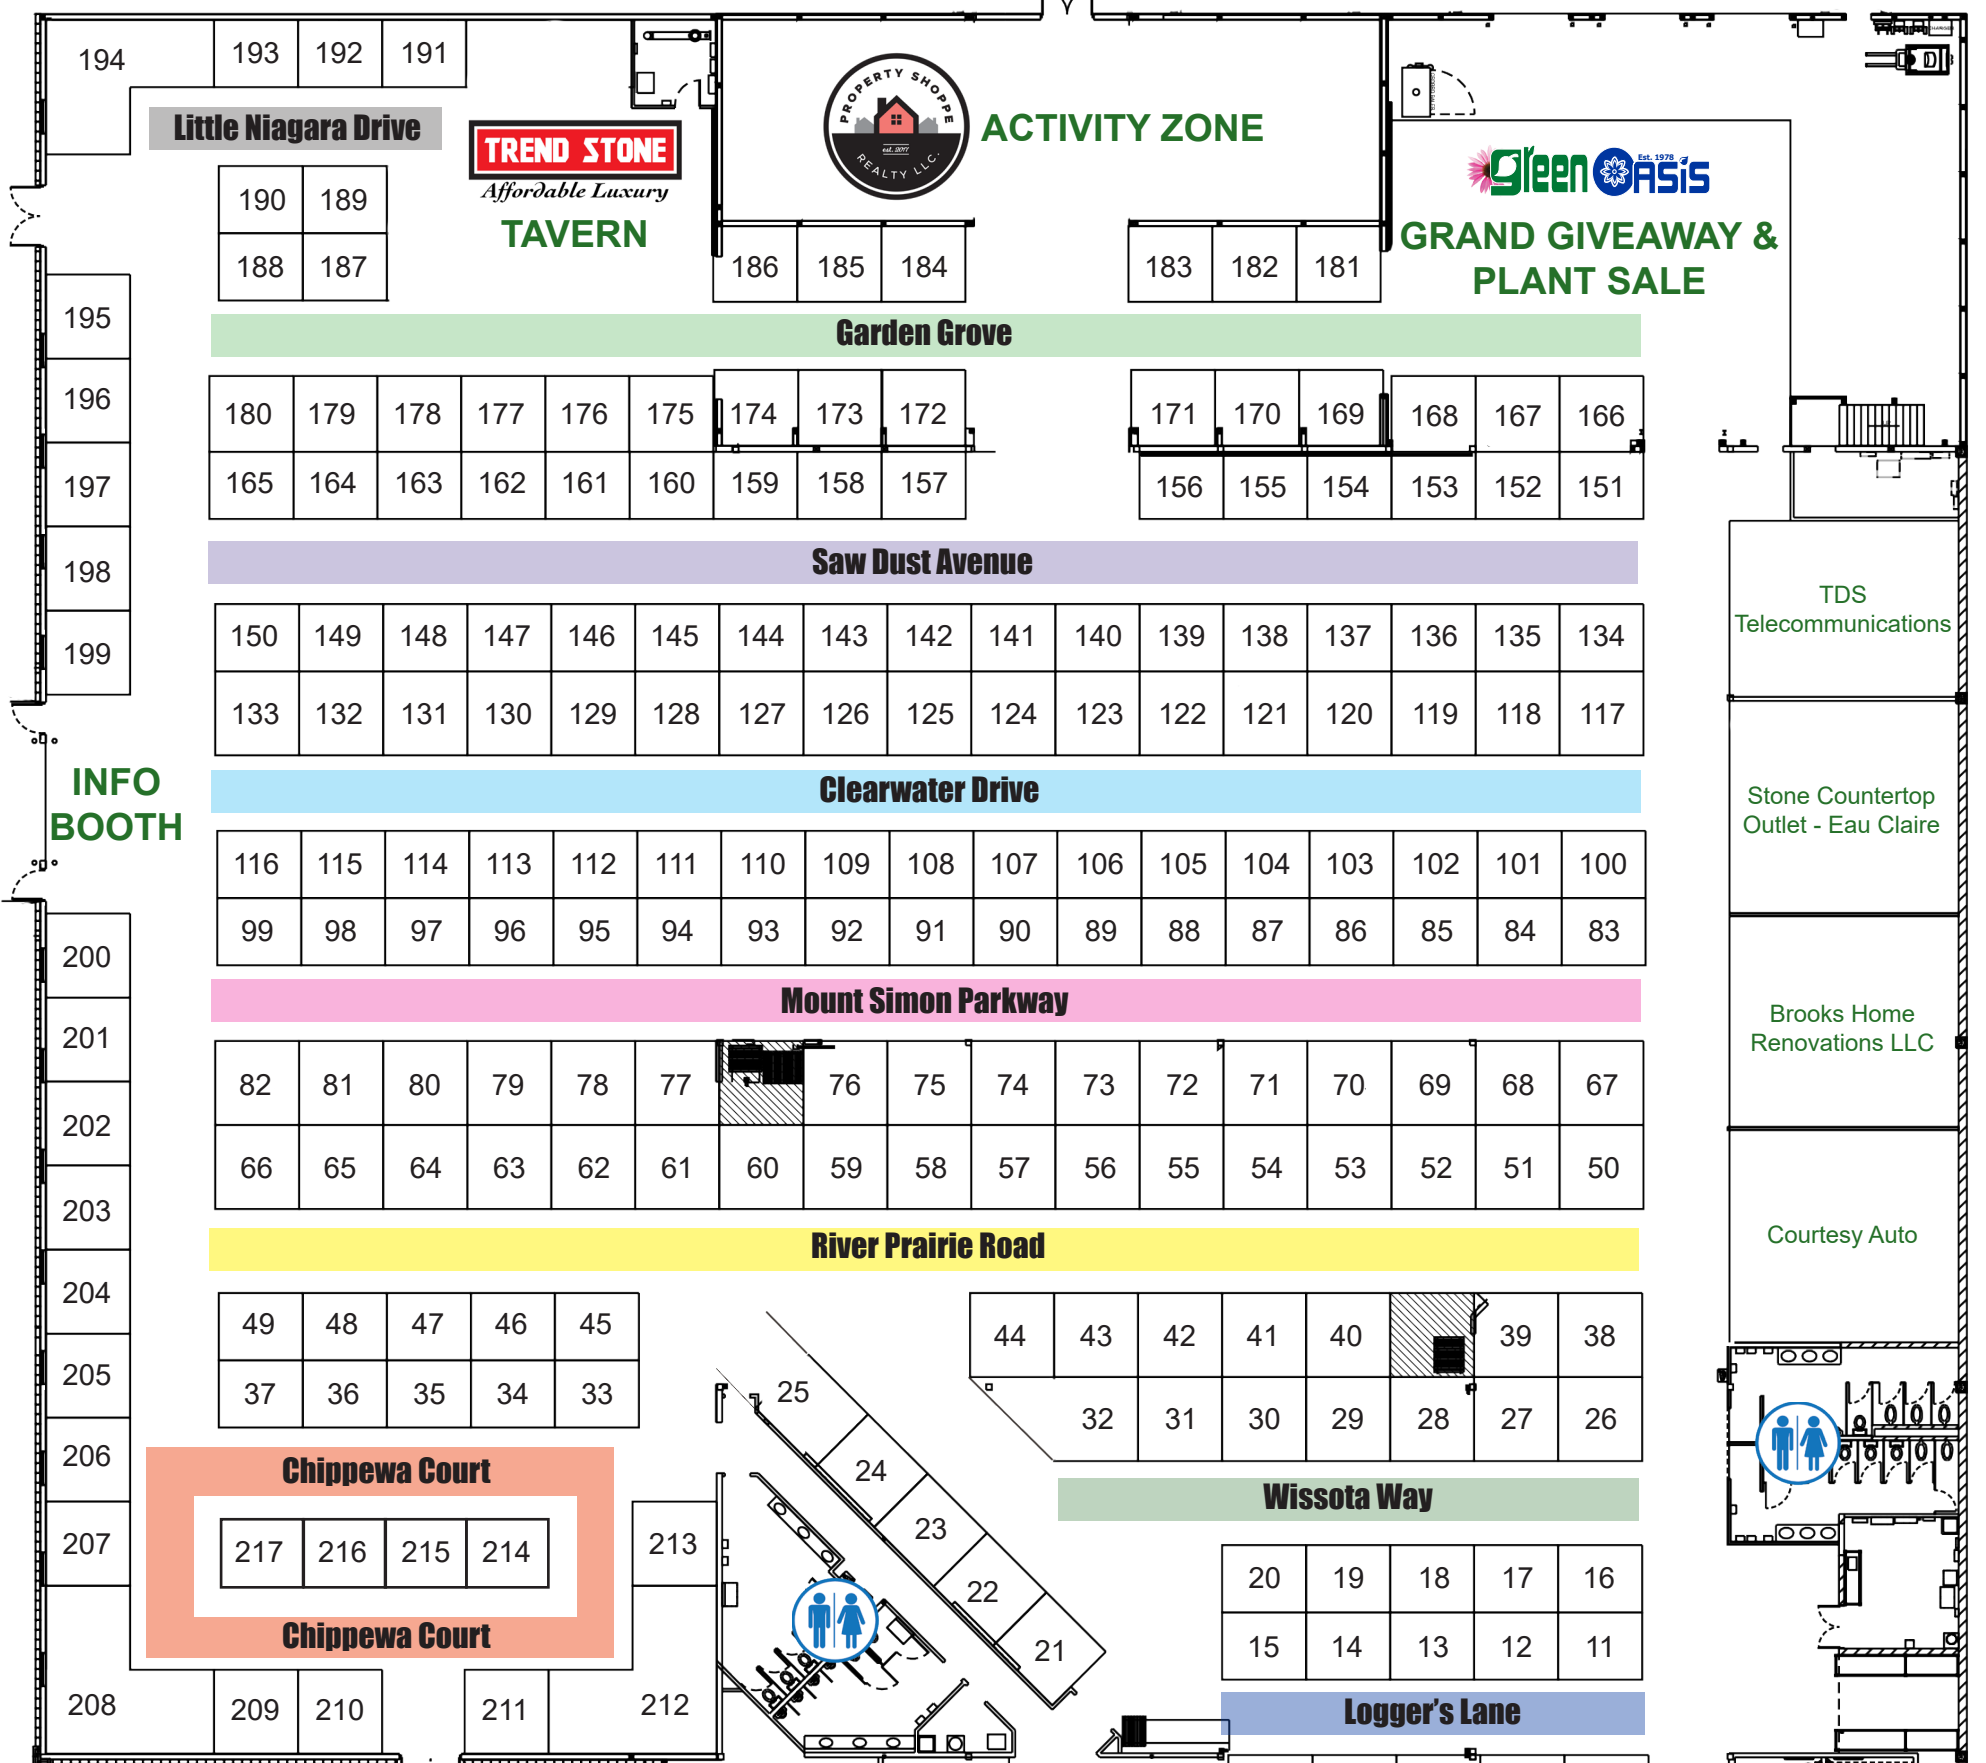 194 193 192 191
Little Niagara Drive
TREND STONE
Affordable Luxury
TAVERN
PROPERTY SHOPPE
est. 2017
REALTY LLC.
ACTIVITY ZONE
green OASIS
Est. 1978
GRAND GIVEAWAY &
PLANT SALE
190 189
188 187
186 185 184 183 182 181
195
Garden Grove
196
180 179 178 177 176 175 174 173 172 171 170 169 168 167 166
197
165 164 163 162 161 160 159 158 157 156 155 154 153 152 151
Saw Dust Avenue
198
TDS
Telecommunications
199
150 149 148 147 146 145 144 143 142 141 140 139 138 137 136 135 134
133 132 131 130 129 128 127 126 125 124 123 122 121 120 119 118 117
INFO
BOOTH
Clearwater Drive
Stone Countertop
Outlet - Eau Claire
116 115 114 113 112 111 110 109 108 107 106 105 104 103 102 101 100
99 98 97 96 95 94 93 92 91 90 89 88 87 86 85 84 83
200
Mount Simon Parkway
201
Brooks Home
Renovations LLC
82 81 80 79 78 77 76 75 74 73 72 71 70 69 68 67
202
66 65 64 63 62 61 60 59 58 57 56 55 54 53 52 51 50
203
River Prairie Road
Courtesy Auto
204
49 48 47 46 45 44 43 42 41 40 39 38
205
37 36 35 34 33 25 32 31 30 29 28 27 26
206
Chippewa Court
24
Wissota Way
207
217 216 215 214 213 23
20 19 18 17 16
22
Chippewa Court
21
15 14 13 12 11
208 209 210 211 212
Logger's Lane